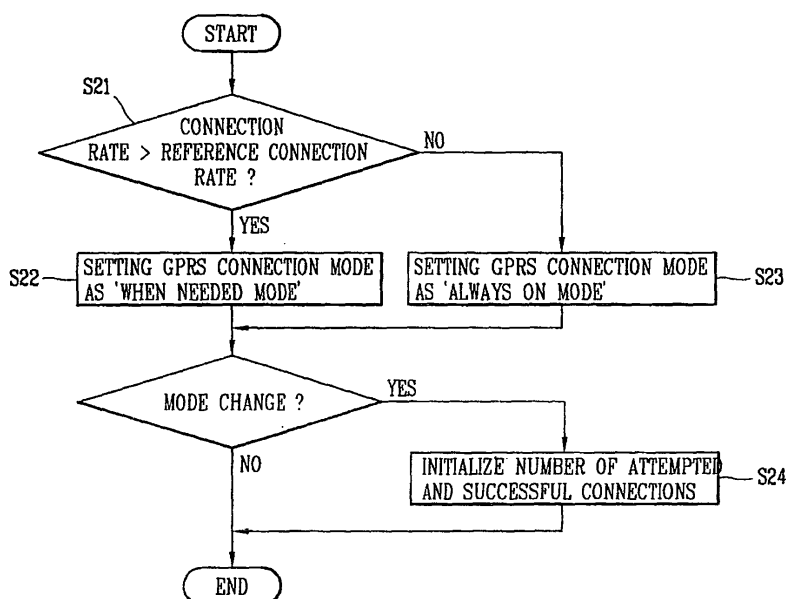 START
S21
CONNECTION
RATE > REFERENCE CONNECTION
RATE ?
NO
YES
S22
SETTING GPRS CONNECTION MODE
AS 'WHEN NEEDED MODE'
SETTING GPRS CONNECTION MODE
AS 'ALWAYS ON MODE'
S23
MODE CHANGE ?
YES
NO
INITIALIZE NUMBER OF ATTEMPTED
AND SUCCESSFUL CONNECTIONS
S24
END